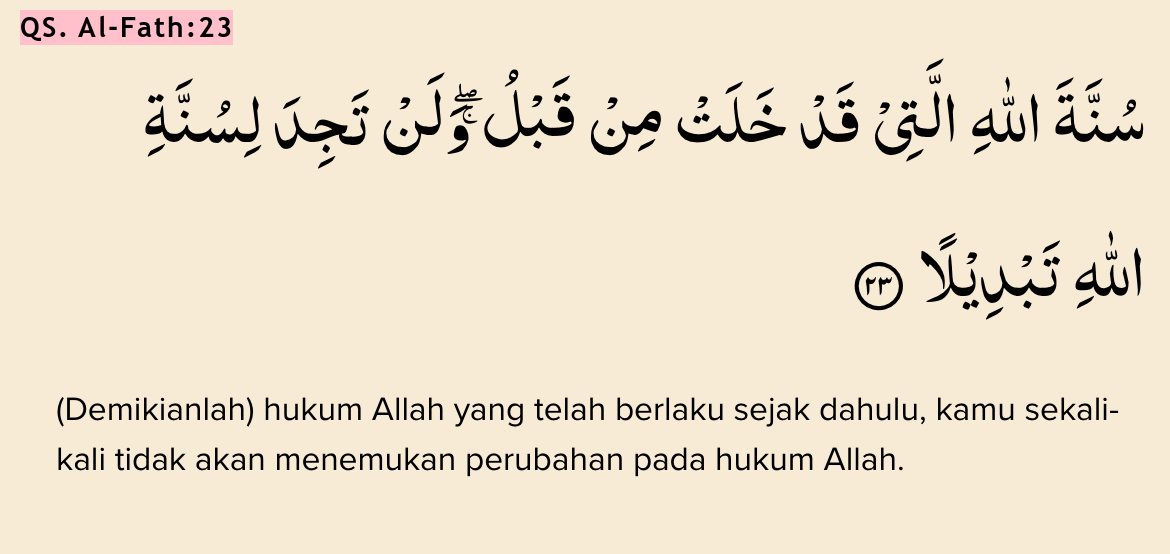 QS. Al-Fath:23
سُنَّةَ اللّٰهِ الَّتِيْ قَدْ خَلَتْ مِنْ قَبْلُ ۖوَلَنْ تَجِدَ لِسُنَّةِ
اللّٰهِ تَبْدِيْلًا ٢٣
(Demikianlah) hukum Allah yang telah berlaku sejak dahulu, kamu sekali-
kali tidak akan menemukan perubahan pada hukum Allah.